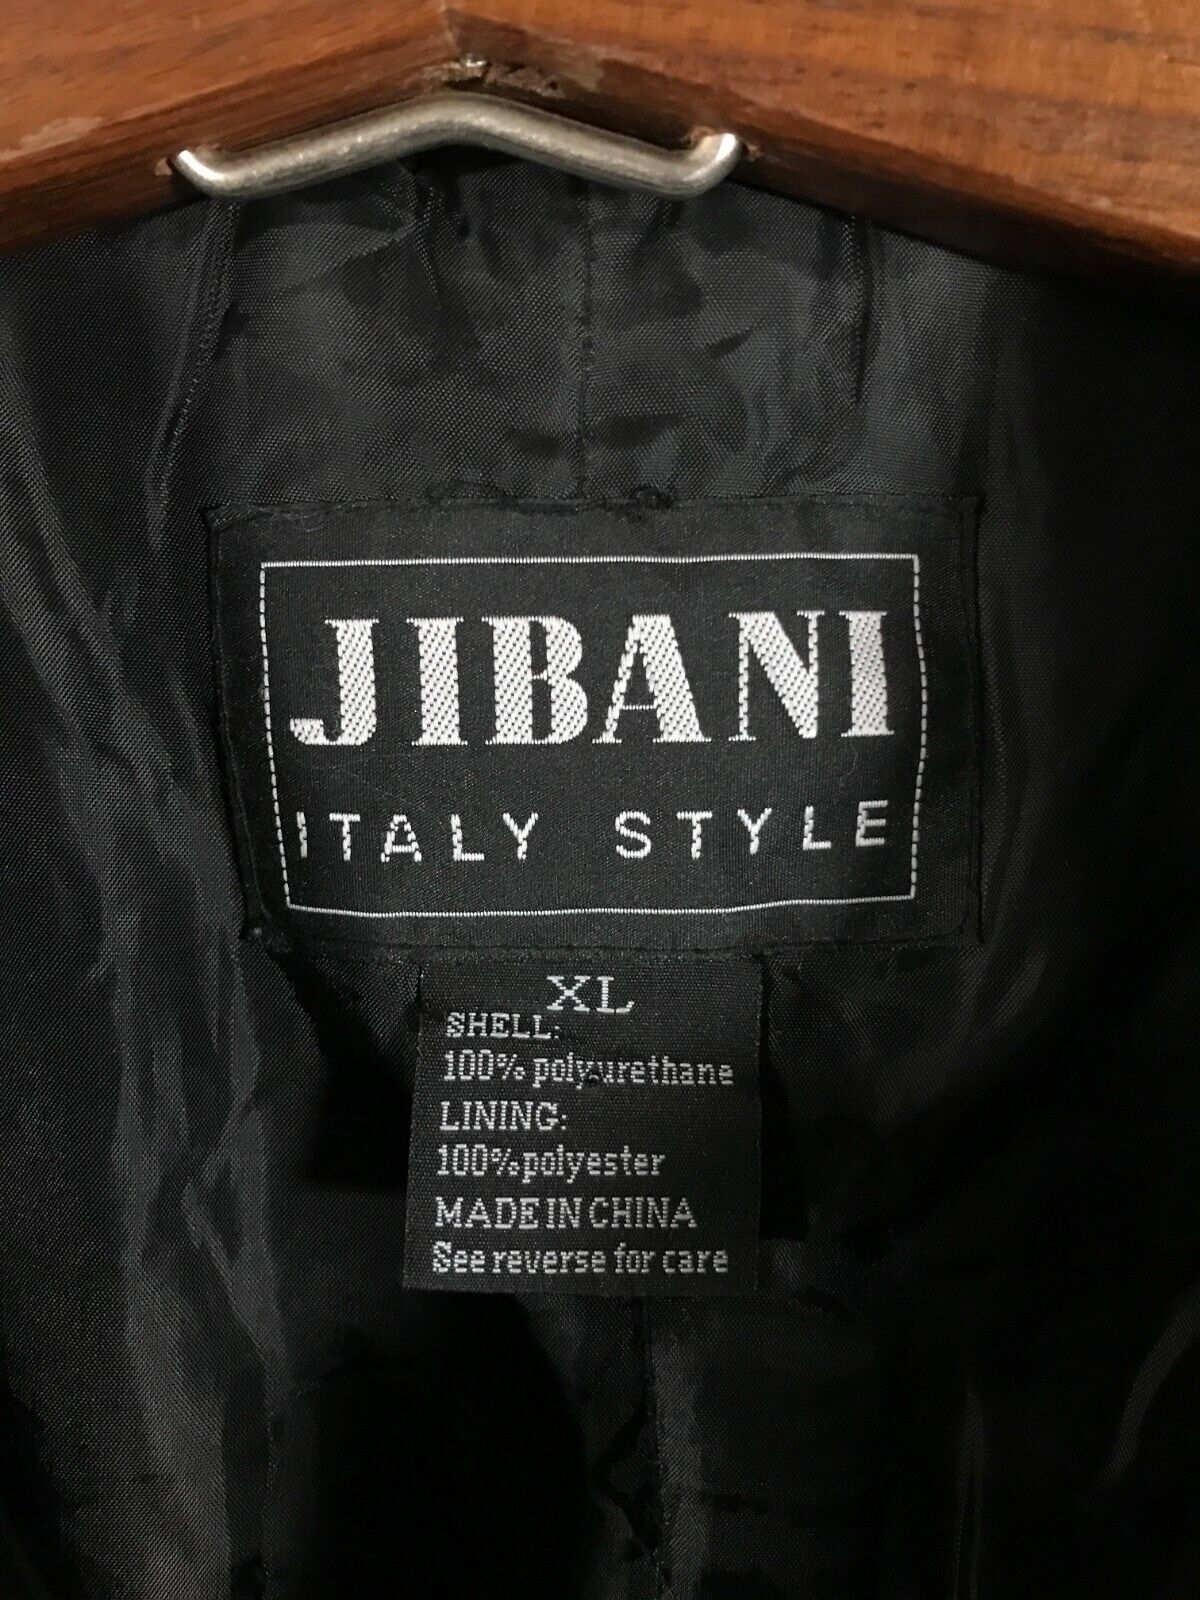 JIBANI
ITALY STYLE
XL
SHELL:
100% polyurethane
LINING:
100%polyester
MADE IN CHINA
See reverse for care